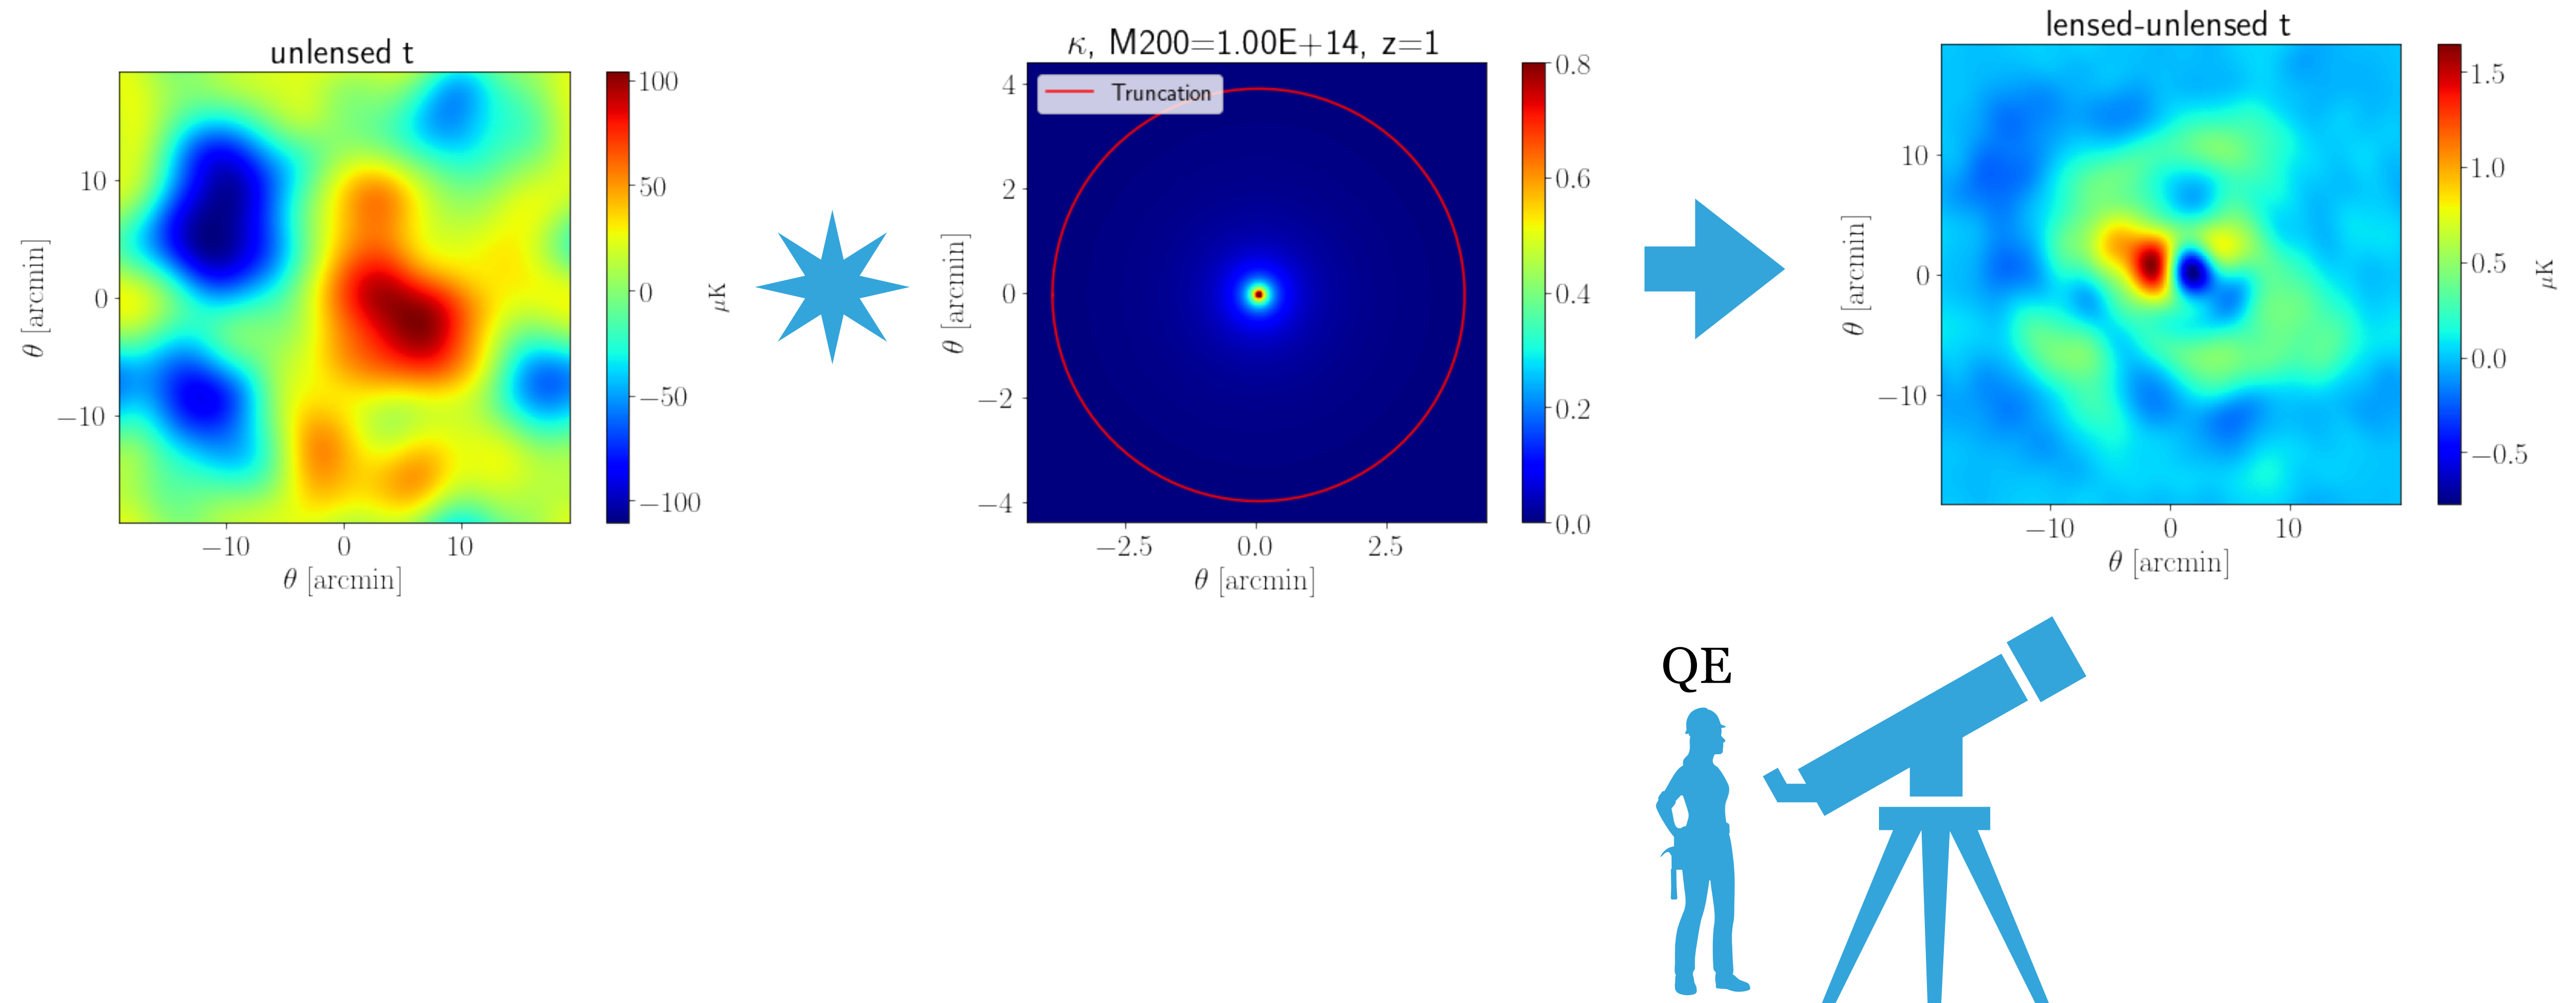 unlensed t
10
0
−10
θ [arcmin]
−10
0
10
θ [arcmin]
100
50
0
−50
−100
μK
κ, M200=1.00E+14, z=1
Truncation
4
2
0
−2
−4
θ [arcmin]
−2.5
0.0
2.5
θ [arcmin]
0.8
0.6
0.4
0.2
0.0
lensed-unlensed t
10
0
−10
θ [arcmin]
−10
0
10
θ [arcmin]
1.5
1.0
0.5
0.0
−0.5
μK
QE